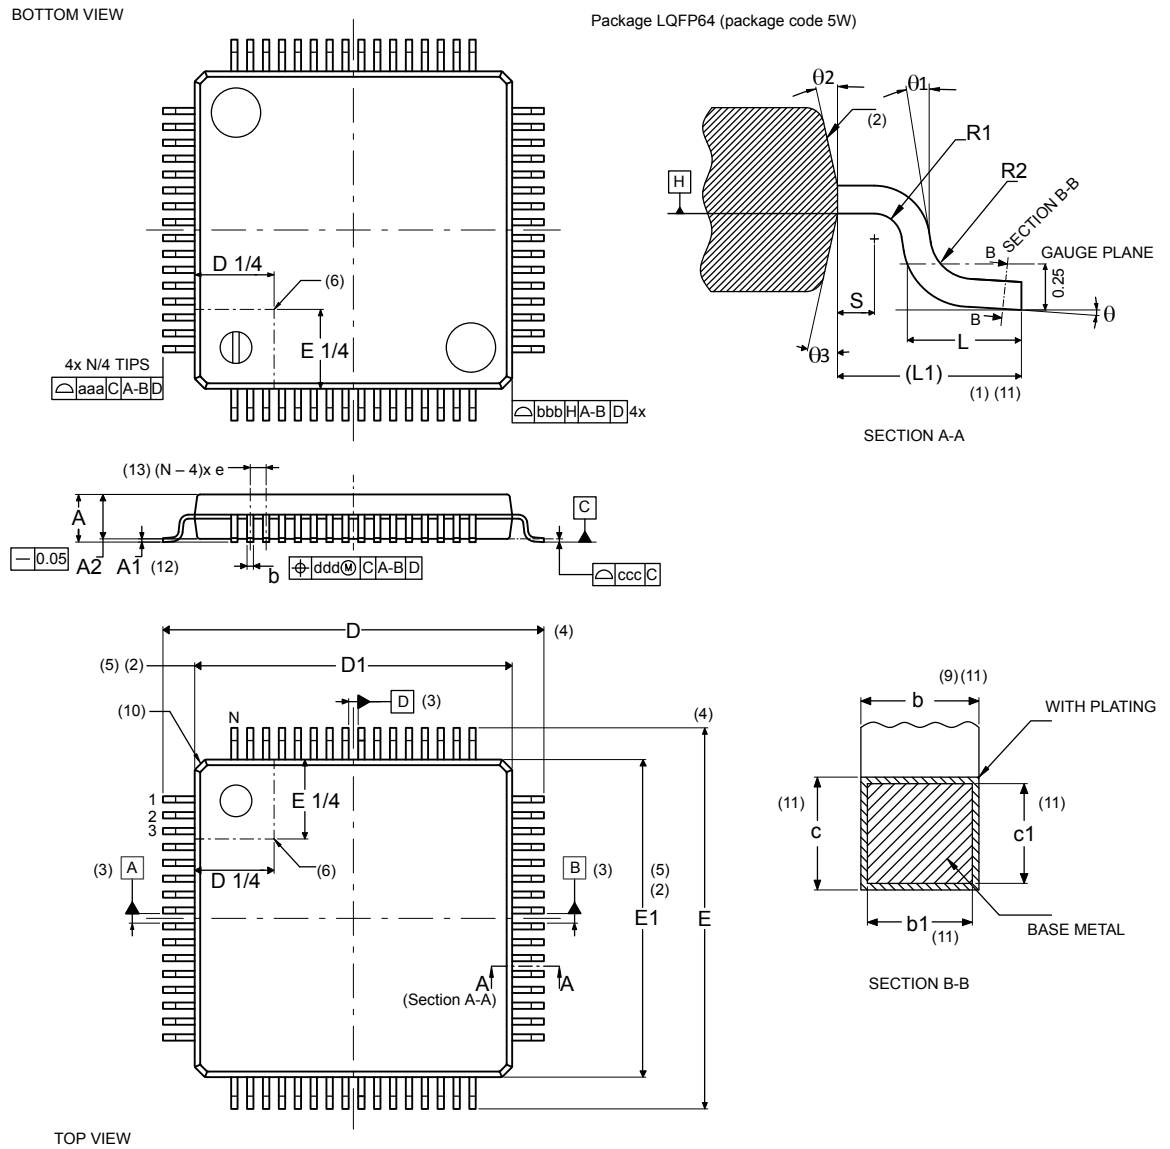 BOTTOM VIEW
Package LQFP64 (package code 5W)
θ2
θ1
(2)
R1
R2
H
SECTION B-B
B
GAUGE PLANE
0.25
S
B
θ
θ3
L
(L1)
(1) (11)
SECTION A-A
D 1/4
(6)
E 1/4
4x N/4 TIPS
⌓ aaa C A-B D
⌓ bbb H A-B D 4x
(13) (N – 4)x e
A
C
— 0.05
A2
A1
(12)
b
⌖ ddd Ⓜ C A-B D
⌓ ccc C
D
(4)
(5) (2)
D1
(10)
N
D
(3)
(4)
1
2
3
E 1/4
(6)
D 1/4
(3)
A
B
(3)
(5)
(2)
E1
E
A
A
(Section A-A)
TOP VIEW
(9) (11)
b
WITH PLATING
(11)
c
(11)
c1
b1
(11)
BASE METAL
SECTION B-B